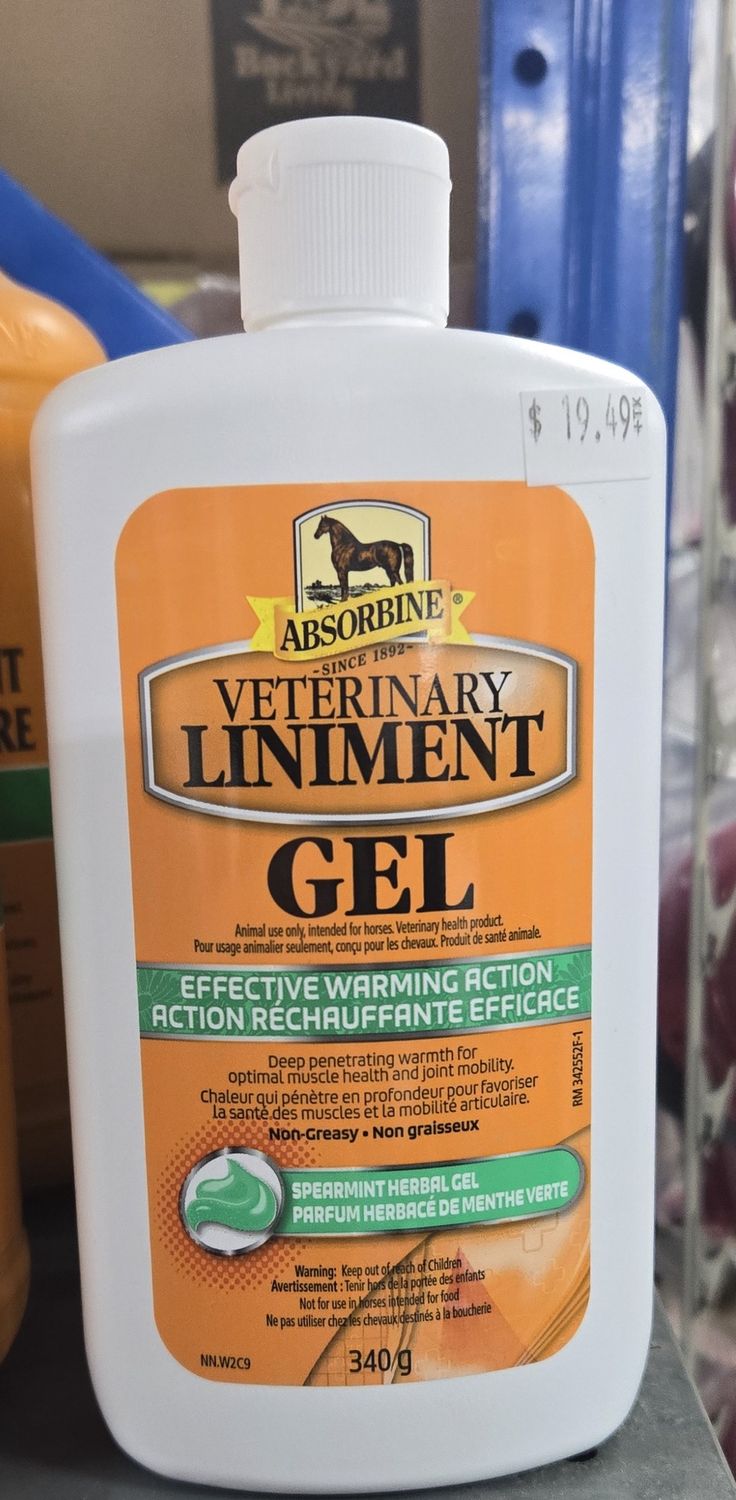 Backyard
Living
$ 19.49
ABSORBINE®
-SINCE 1892-
VETERINARY
LINIMENT
GEL
Animal use only, intended for horses. Veterinary health product.
Pour usage animalier seulement, conçu pour les chevaux. Produit de santé animale.
EFFECTIVE WARMING ACTION
ACTION RÉCHAUFFANTE EFFICACE
Deep penetrating warmth for
optimal muscle health and joint mobility.
Chaleur qui pénètre en profondeur pour favoriser
la santé des muscles et la mobilité articulaire.
Non-Greasy • Non graisseux
RM 342552F-1
SPEARMINT HERBAL GEL
PARFUM HERBACÉ DE MENTHE VERTE
Warning: Keep out of reach of Children
Avertissement : Tenir hors de la portée des enfants
Not for use in horses intended for food
Ne pas utiliser chez les chevaux destinés à la boucherie
NN.W2C9
340 g